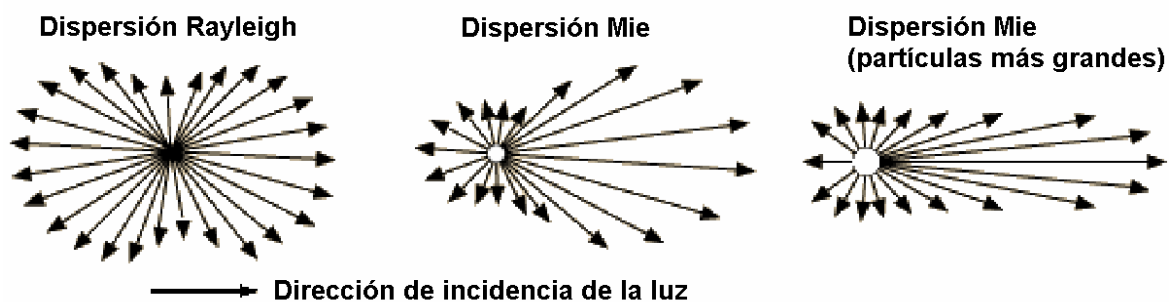 Dispersión Rayleigh
Dispersión Mie
Dispersión Mie
(partículas más grandes)
Dirección de incidencia de la luz